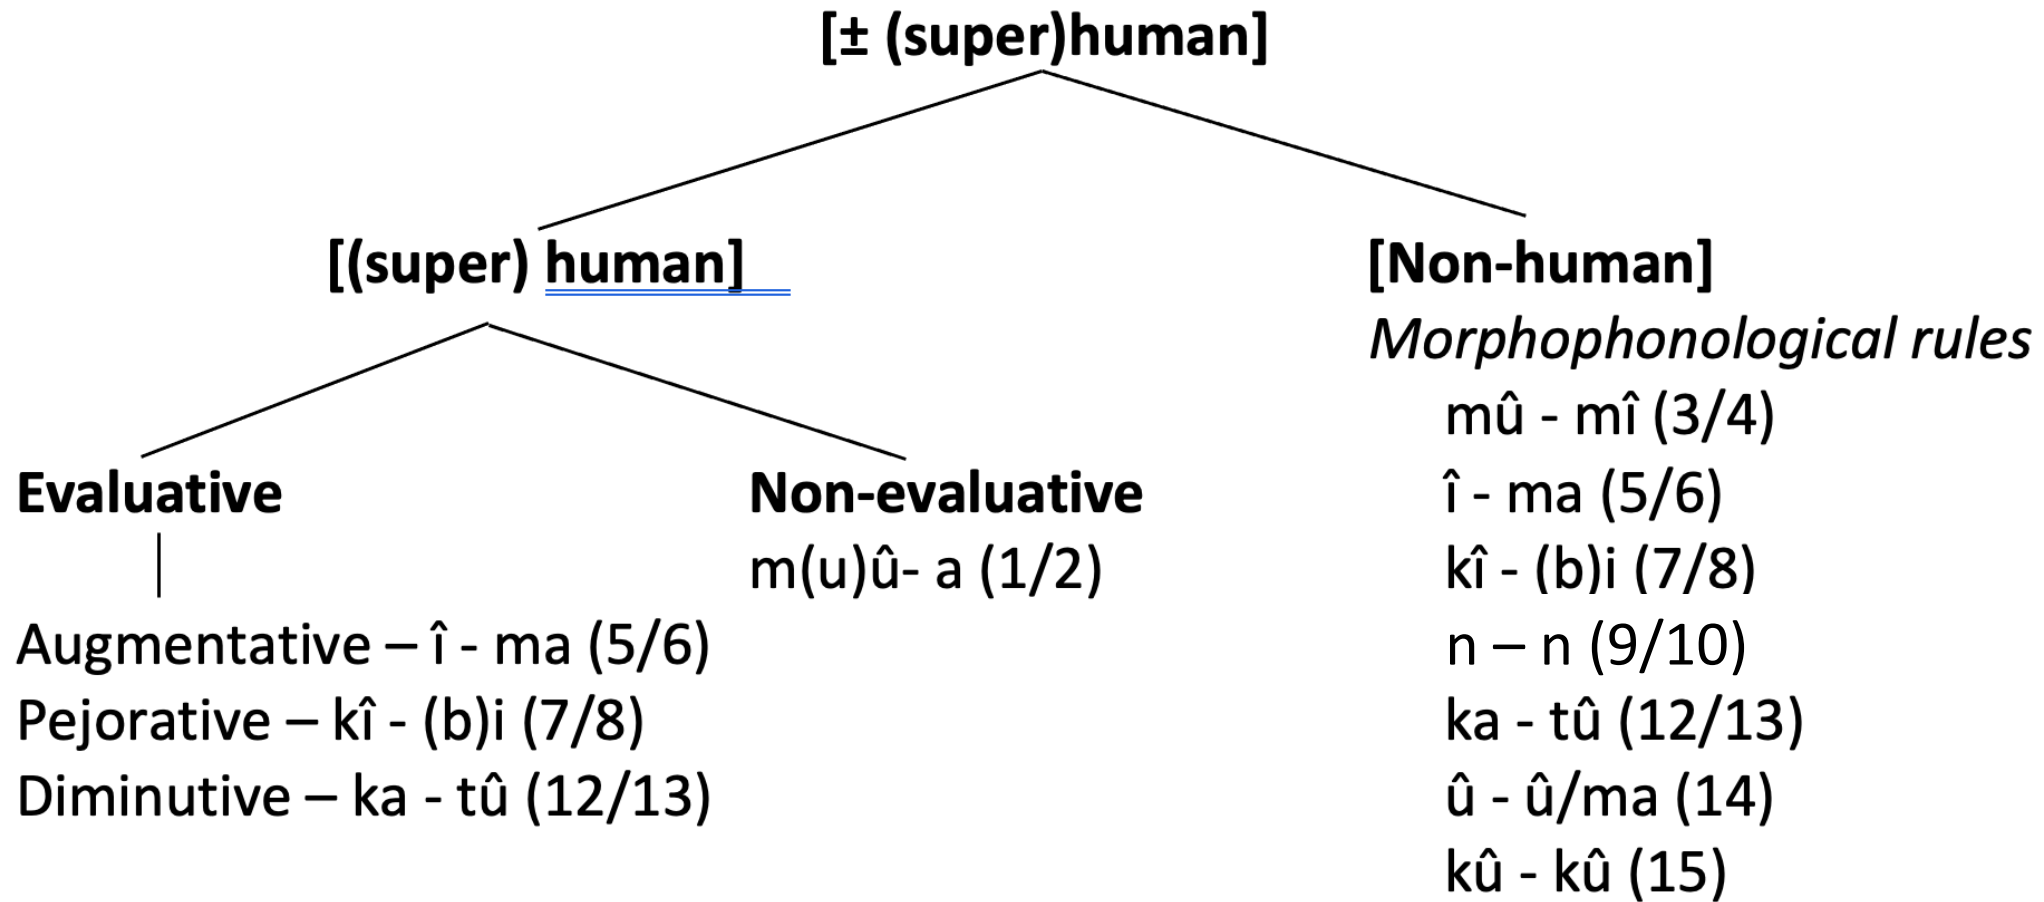 [± (super)human]
[(super) human]
[Non-human]
Morphophonological rules
mû - mî (3/4)
î - ma (5/6)
kî - (b)i (7/8)
n – n (9/10)
ka - tû (12/13)
û - û/ma (14)
kû - kû (15)
Evaluative
Augmentative – î - ma (5/6)
Pejorative – kî - (b)i (7/8)
Diminutive – ka - tû (12/13)
Non-evaluative
m(u)û- a (1/2)